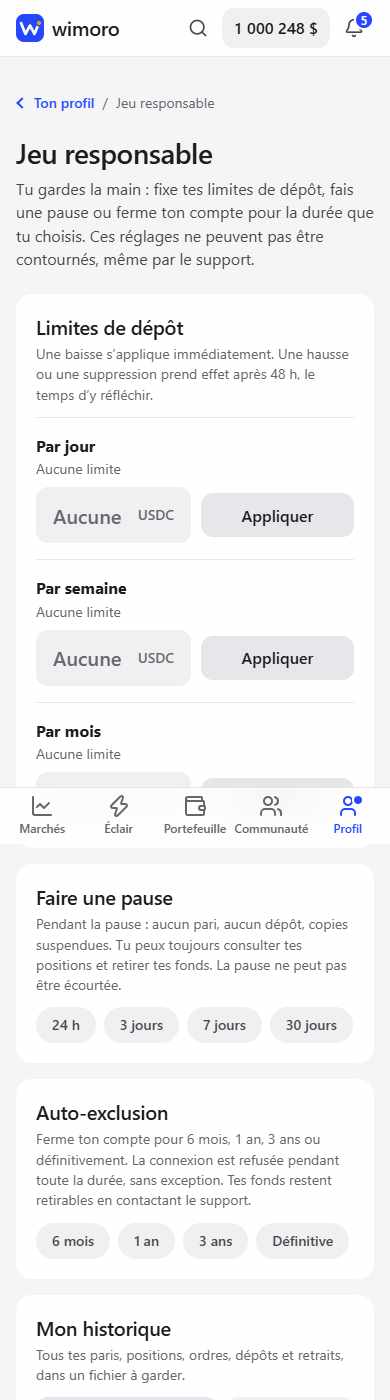 wimoro
1 000 248 $
5
Ton profil / Jeu responsable
Jeu responsable
Tu gardes la main : fixe tes limites de dépôt, fais
une pause ou ferme ton compte pour la durée que
tu choisis. Ces réglages ne peuvent pas être
contournés, même par le support.
Limites de dépôt
Une baisse s'applique immédiatement. Une hausse
ou une suppression prend effet après 48 h, le
temps d'y réfléchir.
Par jour
Aucune limite
Aucune USDC
Appliquer
Par semaine
Aucune limite
Aucune USDC
Appliquer
Par mois
Aucune limite
Marchés
Éclair
Portefeuille
Communauté
Profil
Faire une pause
Pendant la pause : aucun pari, aucun dépôt, copies
suspendues. Tu peux toujours consulter tes
positions et retirer tes fonds. La pause ne peut pas
être écourtée.
24 h
3 jours
7 jours
30 jours
Auto-exclusion
Ferme ton compte pour 6 mois, 1 an, 3 ans ou
définitivement. La connexion est refusée pendant
toute la durée, sans exception. Tes fonds restent
retirables en contactant le support.
6 mois
1 an
3 ans
Définitive
Mon historique
Tous tes paris, positions, ordres, dépôts et retraits,
dans un fichier à garder.